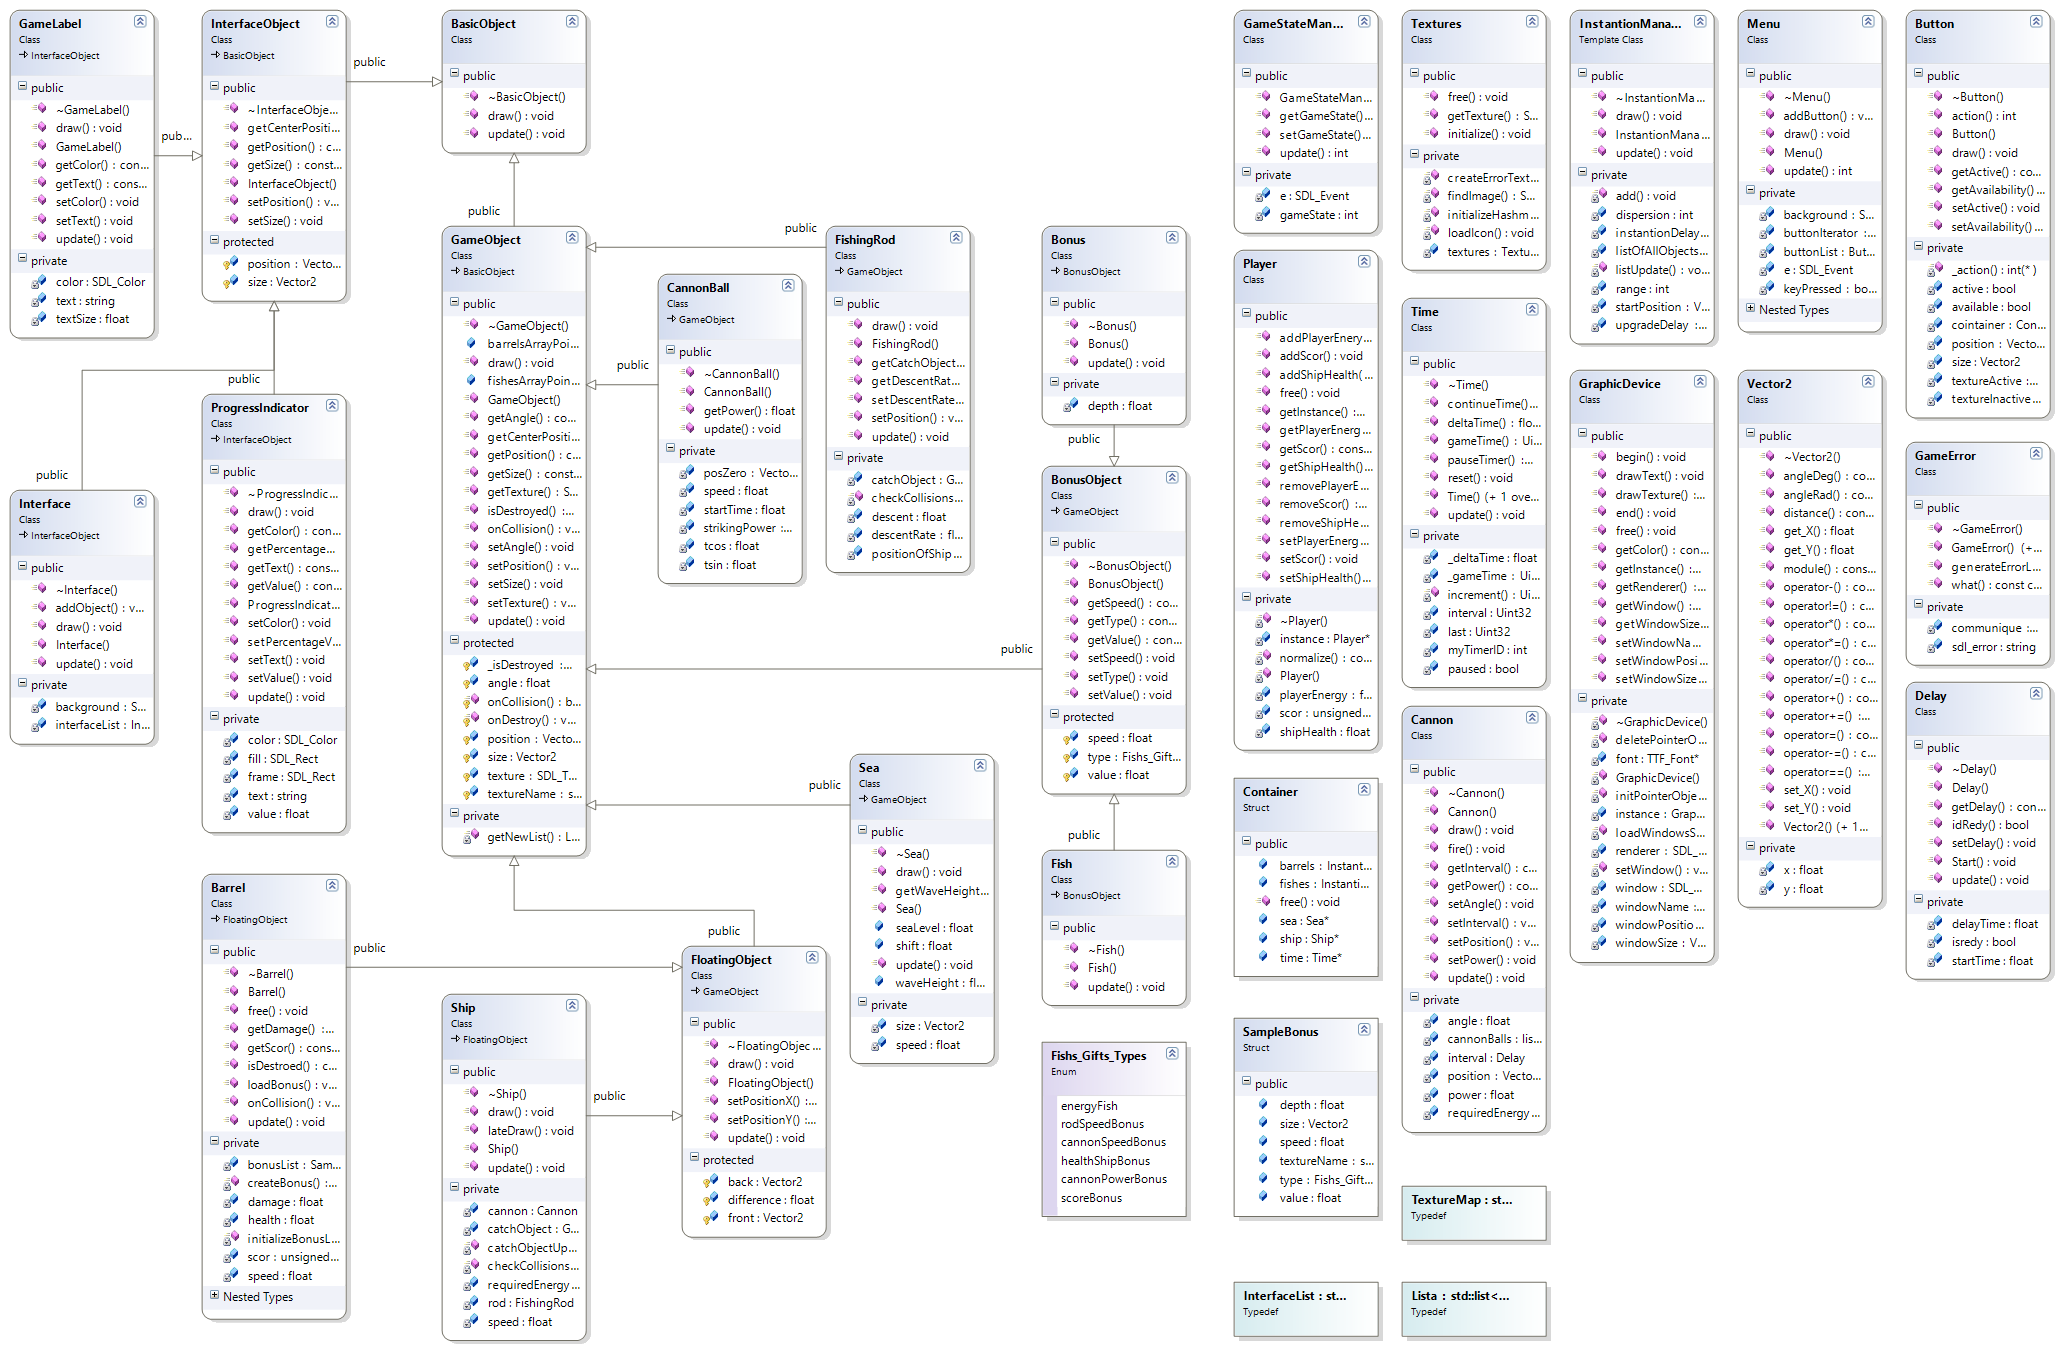 GameLabel
Class
InterfaceObject
public
~GameLabel()
draw() : void
GameLabel()
getColor() : con...
getText() : cons...
setColor() : void
setText() : void
update() : void
private
color : SDL_Color
text : string
textSize : float
pub...
InterfaceObject
Class
BasicObject
public
~InterfaceObje...
getCenterPositi...
getPosition() : c...
getSize() : const...
InterfaceObject()
setPosition() : v...
setSize() : void
protected
position : Vecto...
size : Vector2
public
BasicObject
Class
public
~BasicObject()
draw() : void
update() : void
public
public
public
Interface
Class
InterfaceObject
public
~Interface()
addObject() : v...
draw() : void
Interface()
update() : void
private
background : S...
interfaceList : In...
ProgressIndicator
Class
InterfaceObject
public
~ProgressIndic...
draw() : void
getColor() : con...
getPercentage...
getText() : cons...
getValue() : cons...
ProgressIndicat...
setColor() : void
setPercentageV...
setText() : void
setValue() : void
update() : void
private
color : SDL_Color
fill : SDL_Rect
frame : SDL_Rect
text : string
value : float
GameObject
Class
BasicObject
public
~GameObject()
barrelsArrayPoi...
draw() : void
fishesArrayPoin...
GameObject()
getAngle() : co...
getCenterPositi...
getPosition() : c...
getSize() : const...
getTexture() : S...
isDestroyed() :...
onCollision() : v...
setAngle() : void
setPosition() : v...
setSize() : void
setTexture() : v...
update() : void
protected
_isDestroyed :...
angle : float
onCollision() : b...
onDestroy() : v...
position : Vecto...
size : Vector2
texture : SDL_T...
textureName : s...
private
getNewList() : L...
public
CannonBall
Class
GameObject
public
~CannonBall()
CannonBall()
getPower() : float
update() : void
private
posZero : Vecto...
speed : float
startTime : float
strikingPower :...
tcos : float
tsin : float
public
FishingRod
Class
GameObject
public
draw() : void
FishingRod()
getCatchObject...
getDescentRat...
setDescentRate...
setPosition() : v...
update() : void
private
catchObject : G...
checkCollisions...
descent : float
descentRate : fl...
positionOfShip...
Bonus
Class
BonusObject
public
~Bonus()
Bonus()
update() : void
private
depth : float
public
BonusObject
Class
GameObject
public
~BonusObject()
BonusObject()
getSpeed() : co...
getType() : con...
getValue() : con...
setSpeed() : void
setType() : void
setValue() : void
protected
speed : float
type : Fishs_Gift...
value : float
public
public
Sea
Class
GameObject
public
~Sea()
draw() : void
getWaveHeight...
Sea()
seaLevel : float
shift : float
update() : void
waveHeight : fl...
private
size : Vector2
speed : float
public
Fish
Class
BonusObject
public
~Fish()
Fish()
update() : void
public
Barrel
Class
FloatingObject
public
~Barrel()
Barrel()
free() : void
getDamage() :...
getScor() : cons...
isDestroed() : c...
loadBonus() : v...
onCollision() : v...
update() : void
private
bonusList : Sam...
createBonus() :...
damage : float
health : float
initializeBonusL...
scor : unsigned...
speed : float
Nested Types
public
Ship
Class
FloatingObject
public
~Ship()
draw() : void
lateDraw() : void
Ship()
update() : void
private
cannon : Cannon
catchObject : G...
catchObjectUp...
checkCollisions...
requiredEnergy...
rod : FishingRod
speed : float
public
public
FloatingObject
Class
GameObject
public
~FloatingObjec...
draw() : void
FloatingObject()
setPositionX() :...
setPositionY() :...
update() : void
protected
back : Vector2
difference : float
front : Vector2
Fishs_Gifts_Types
Enum
energyFish
rodSpeedBonus
cannonSpeedBonus
healthShipBonus
cannonPowerBonus
scoreBonus
GameStateMan...
Class
public
GameStateMan...
getGameState()...
setGameState()...
update() : int
private
e : SDL_Event
gameState : int
Player
Class
public
addPlayerEnery...
addScor() : void
addShipHealth(...
free() : void
getInstance() :...
getPlayerEnerg...
getScor() : cons...
getShipHealth()...
removePlayerE...
removeScor() :...
removeShipHe...
setPlayerEnerg...
setScor() : void
setShipHealth()...
private
~Player()
instance : Player*
normalize() : co...
Player()
playerEnergy : f...
scor : unsigned...
shipHealth : float
Container
Struct
public
barrels : Instant...
fishes : Instanti...
free() : void
sea : Sea*
ship : Ship*
time : Time*
SampleBonus
Struct
public
depth : float
size : Vector2
speed : float
textureName : s...
type : Fishs_Gift...
value : float
InterfaceList : st...
Typedef
Textures
Class
public
free() : void
getTexture() : S...
initialize() : void
private
createErrorText...
findImage() : S...
initializeHashm...
loadIcon() : void
textures : Textu...
Time
Class
public
~Time()
continueTime()...
deltaTime() : flo...
gameTime() : Ui...
pauseTimer() :...
reset() : void
Time() (+ 1 ove...
update() : void
private
_deltaTime : float
_gameTime : Ui...
increment() : Ui...
interval : Uint32
last : Uint32
myTimerID : int
paused : bool
Cannon
Class
public
~Cannon()
Cannon()
draw() : void
fire() : void
getInterval() : c...
getPower() : co...
setAngle() : void
setInterval() : v...
setPosition() : v...
setPower() : void
update() : void
private
angle : float
cannonBalls : lis...
interval : Delay
position : Vecto...
power : float
requiredEnergy...
TextureMap : st...
Typedef
Lista : std::list<...
Typedef
InstantionMana...
Template Class
public
~InstantionMa...
draw() : void
InstantionMana...
update() : void
private
add() : void
dispersion : int
instantionDelay...
listOfAllObjects...
listUpdate() : vo...
range : int
startPosition : V...
upgradeDelay :...
GraphicDevice
Class
public
begin() : void
drawText() : void
drawTexture() :...
end() : void
free() : void
getColor() : con...
getInstance() :...
getRenderer() :...
getWindow() :...
getWindowSize...
setWindowNa...
setWindowPosi...
setWindowSize...
private
~GraphicDevice()
deletePointerO...
font : TTF_Font*
GraphicDevice()
initPointerObje...
instance : Grap...
loadWindowsS...
renderer : SDL_...
setWindow() : v...
window : SDL_...
windowName :...
windowPositio...
windowSize : V...
Menu
Class
public
~Menu()
addButton() : v...
draw() : void
Menu()
update() : int
private
background : S...
buttonIterator :...
buttonList : But...
e : SDL_Event
keyPressed : bo...
Nested Types
Vector2
Class
public
~Vector2()
angleDeg() : co...
angleRad() : co...
distance() : con...
get_X() : float
get_Y() : float
module() : cons...
operator-() : c...
operator!=() : c...
operator*() : co...
operator*=() : c...
operator/() : co...
operator/=() : c...
operator+() : co...
operator+=() :...
operator=() : co...
operator-=() : c...
operator==() :...
set_X() : void
set_Y() : void
Vector2() (+ 1...
private
x : float
y : float
Button
Class
public
~Button()
action() : int
Button()
draw() : void
getActive() : co...
getAvailability()...
setActive() : void
setAvailability()...
private
_action() : int(* )
active : bool
available : bool
cointainer : Con...
position : Vecto...
size : Vector2
textureActive :...
textureInactive...
GameError
Class
public
~GameError()
GameError() (+...
generateErrorL...
what() : const c...
private
communique :...
sdl_error : string
Delay
Class
public
~Delay()
Delay()
getDelay() : con...
idRedy() : bool
setDelay() : void
Start() : void
update() : void
private
delayTime : float
isredy : bool
startTime : float